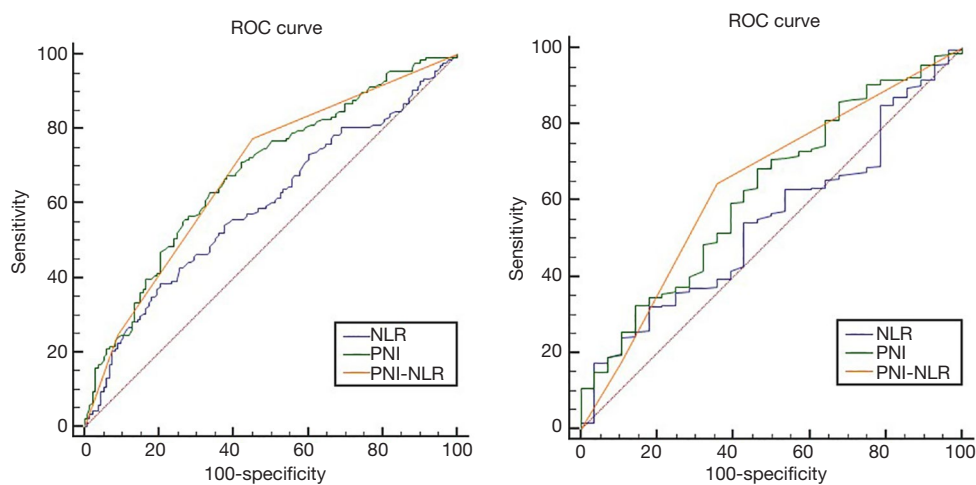 ROC curve
100
80
60
40
20
0
Sensitivity
NLR
PNI
PNI-NLR
0 20 40 60 80 100
100-specificity
ROC curve
100
80
60
40
20
0
Sensitivity
NLR
PNI
PNI-NLR
0 20 40 60 80 100
100-specificity